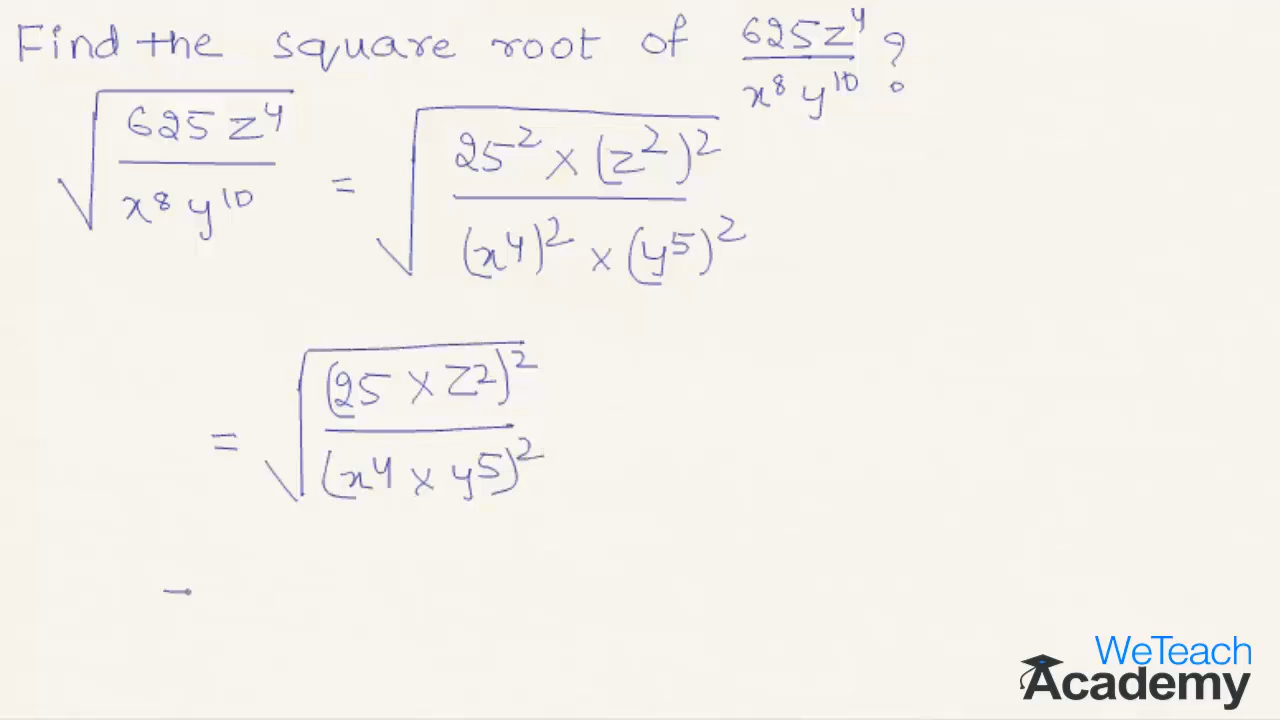 Find the square root of 625z⁴/x⁸y¹⁰ ?
√(625z⁴/x⁸y¹⁰) = √(25² × (z²)²/(x⁴)² × (y⁵)²)
= √((25 × z²)²/(x⁴ × y⁵)²)
–
WeTeach
Academy